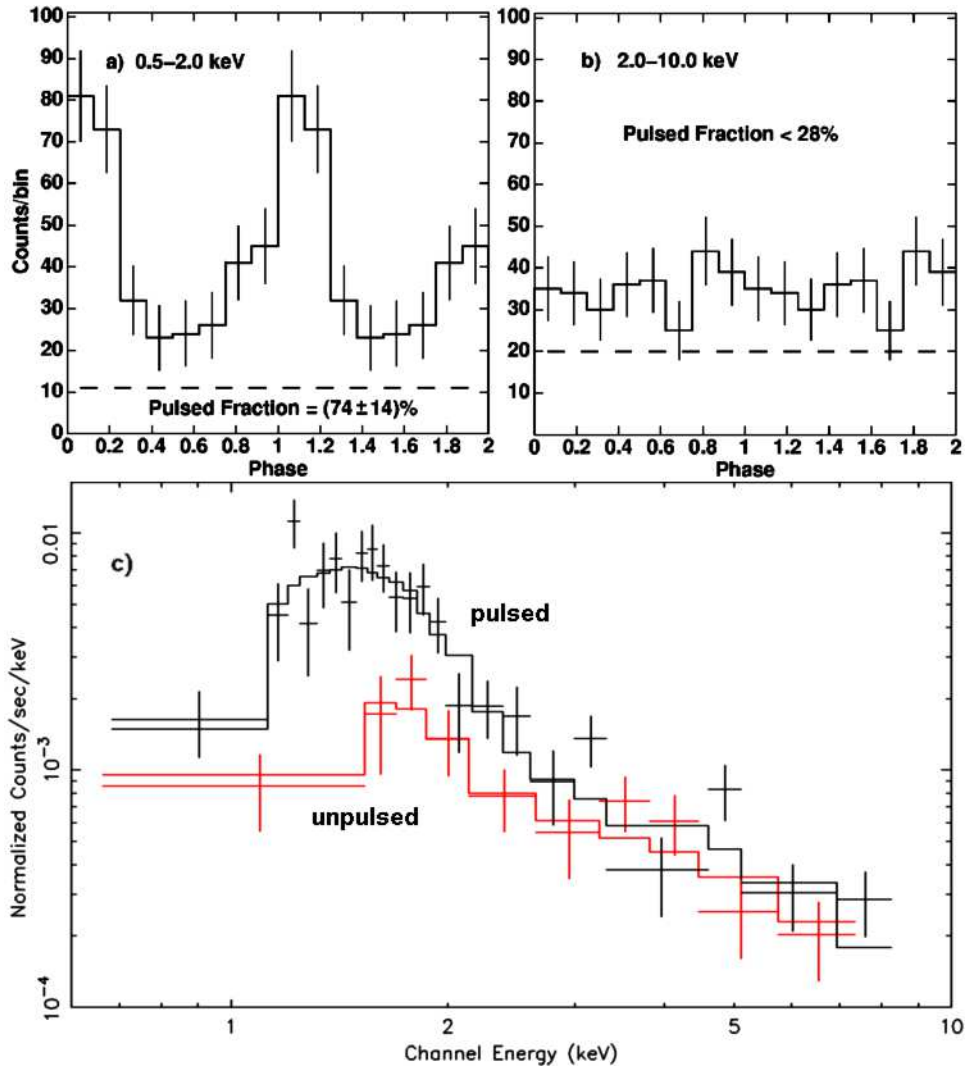 a) 0.5–2.0 keV
Pulsed Fraction = (74±14)%
Counts/bin
100
90
80
70
60
50
40
30
20
10
0
0 0.2 0.4 0.6 0.8 1 1.2 1.4 1.6 1.8 2
Phase
b) 2.0–10.0 keV
Pulsed Fraction < 28%
100
90
80
70
60
50
40
30
20
10
0 0.2 0.4 0.6 0.8 1 1.2 1.4 1.6 1.8 2
Phase
c)
pulsed
unpulsed
Normalized Counts/sec/keV
0.01
10⁻³
10⁻⁴
1 2 5 10
Channel Energy (keV)